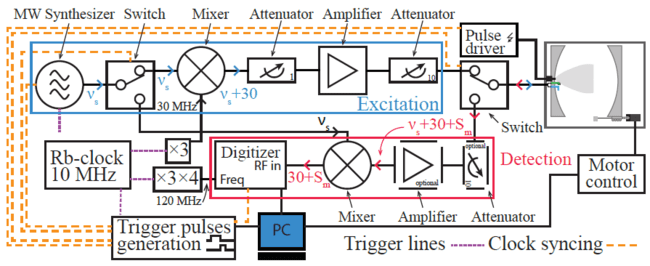 MW Synthesizer
Switch
Mixer
Attenuator
Amplifier
Attenuator
Pulse
driver
νs
νs
νs+30
1
10
Excitation
30 MHz
νs
νs+30+Sm
Switch
×3
Detection
Rb-clock
10 MHz
×3×4
Digitizer
RF in
Freq
30+Sm
optional
optional
optional
10
120 MHz
Motor
control
Mixer
Amplifier
Attenuator
Trigger pulses
generation
PC
Trigger lines
Clock syncing